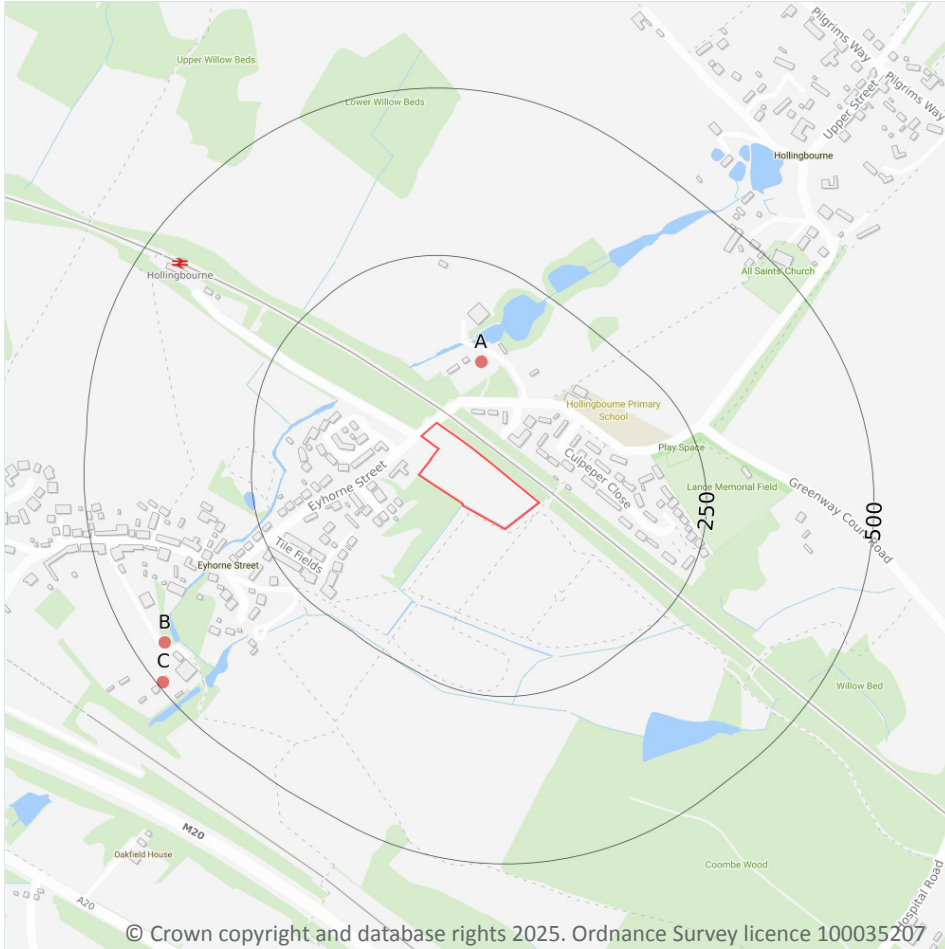 Pilgrims Way
Pilgrims Way
Upper Street
Upper Willow Beds
Lower Willow Beds
Hollingbourne
Hollingbourne
All Saints' Church
A
Hollingbourne Primary
School
Play Space
Culpeper Close
Lance Memorial Field
Greenway Court Road
250
500
Eyhorne Street
Tile Fields
Eyhorne Street
B
C
Willow Bed
M20
Oakfield House
A20
Coombe Wood
Hospital Road
© Crown copyright and database rights 2025. Ordnance Survey licence 100035207